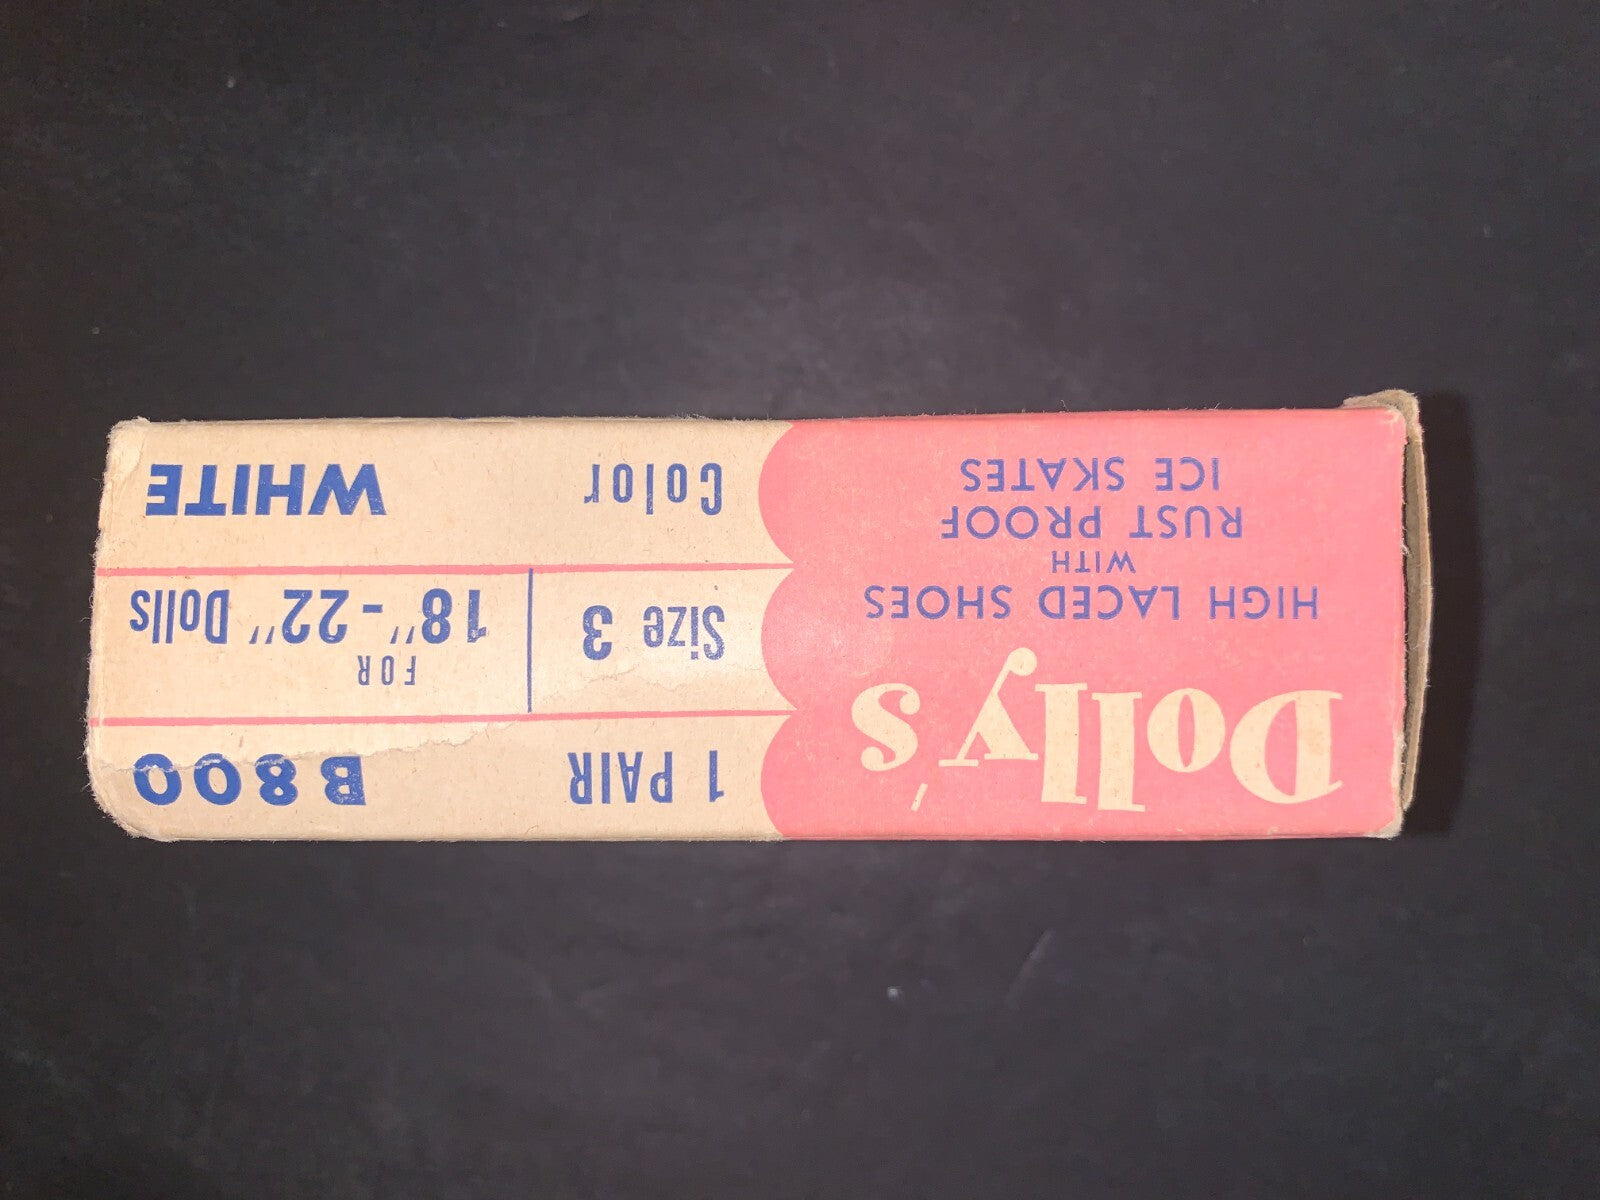 Dolly's
HIGH LACED SHOES
WITH
RUST PROOF
ICE SKATES
1 PAIR B800
Size 3
FOR
18" - 22" Dolls
Color WHITE